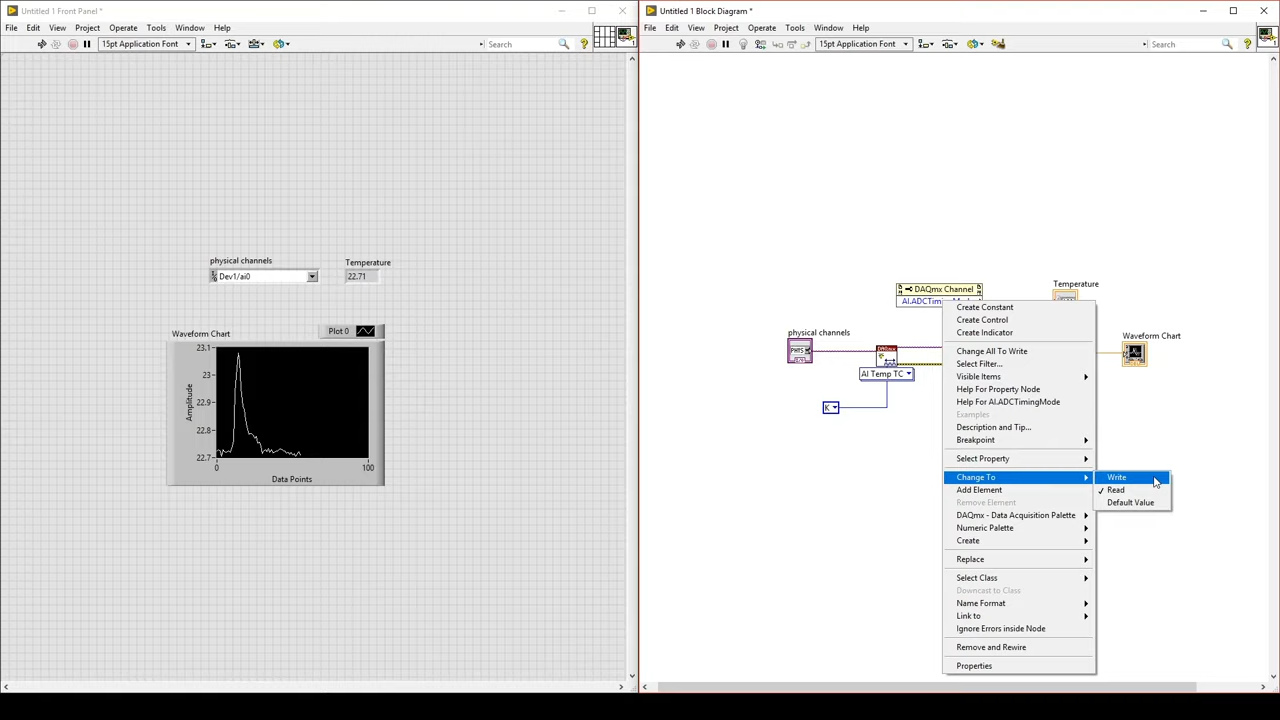 Untitled 1 Front Panel *
File Edit View Project Operate Tools Window Help
15pt Application Font
Search
?
1
physical channels
Dev1/ai0
Temperature
22.71
Waveform Chart
Plot 0
23.1
23
22.9
22.8
22.7
Amplitude
0
100
Data Points
Untitled 1 Block Diagram *
File Edit View Project Operate Tools Window Help
15pt Application Font
Search
?
1
DAQmx Channel
Temperature
physical channels
Waveform Chart
AI Temp TC
K
Create Constant
Create Control
Create Indicator
Change All To Write
Select Filter...
Visible Items
Help For Property Node
Help For AI.ADCTimingMode
Examples
Description and Tip...
Breakpoint
Select Property
Change To
Add Element
Remove Element
DAQmx - Data Acquisition Palette
Numeric Palette
Create
Replace
Select Class
Downcast to Class
Name Format
Link to
Ignore Errors inside Node
Remove and Rewire
Properties
Write
Read
Default Value